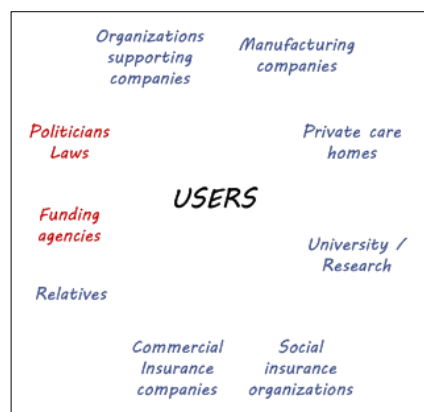 Organizations
supporting
companies
Manufacturing
companies
Politicians
Laws
Private care
homes
USERS
Funding
agencies
University /
Research
Relatives
Commercial
Insurance
companies
Social
insurance
organizations